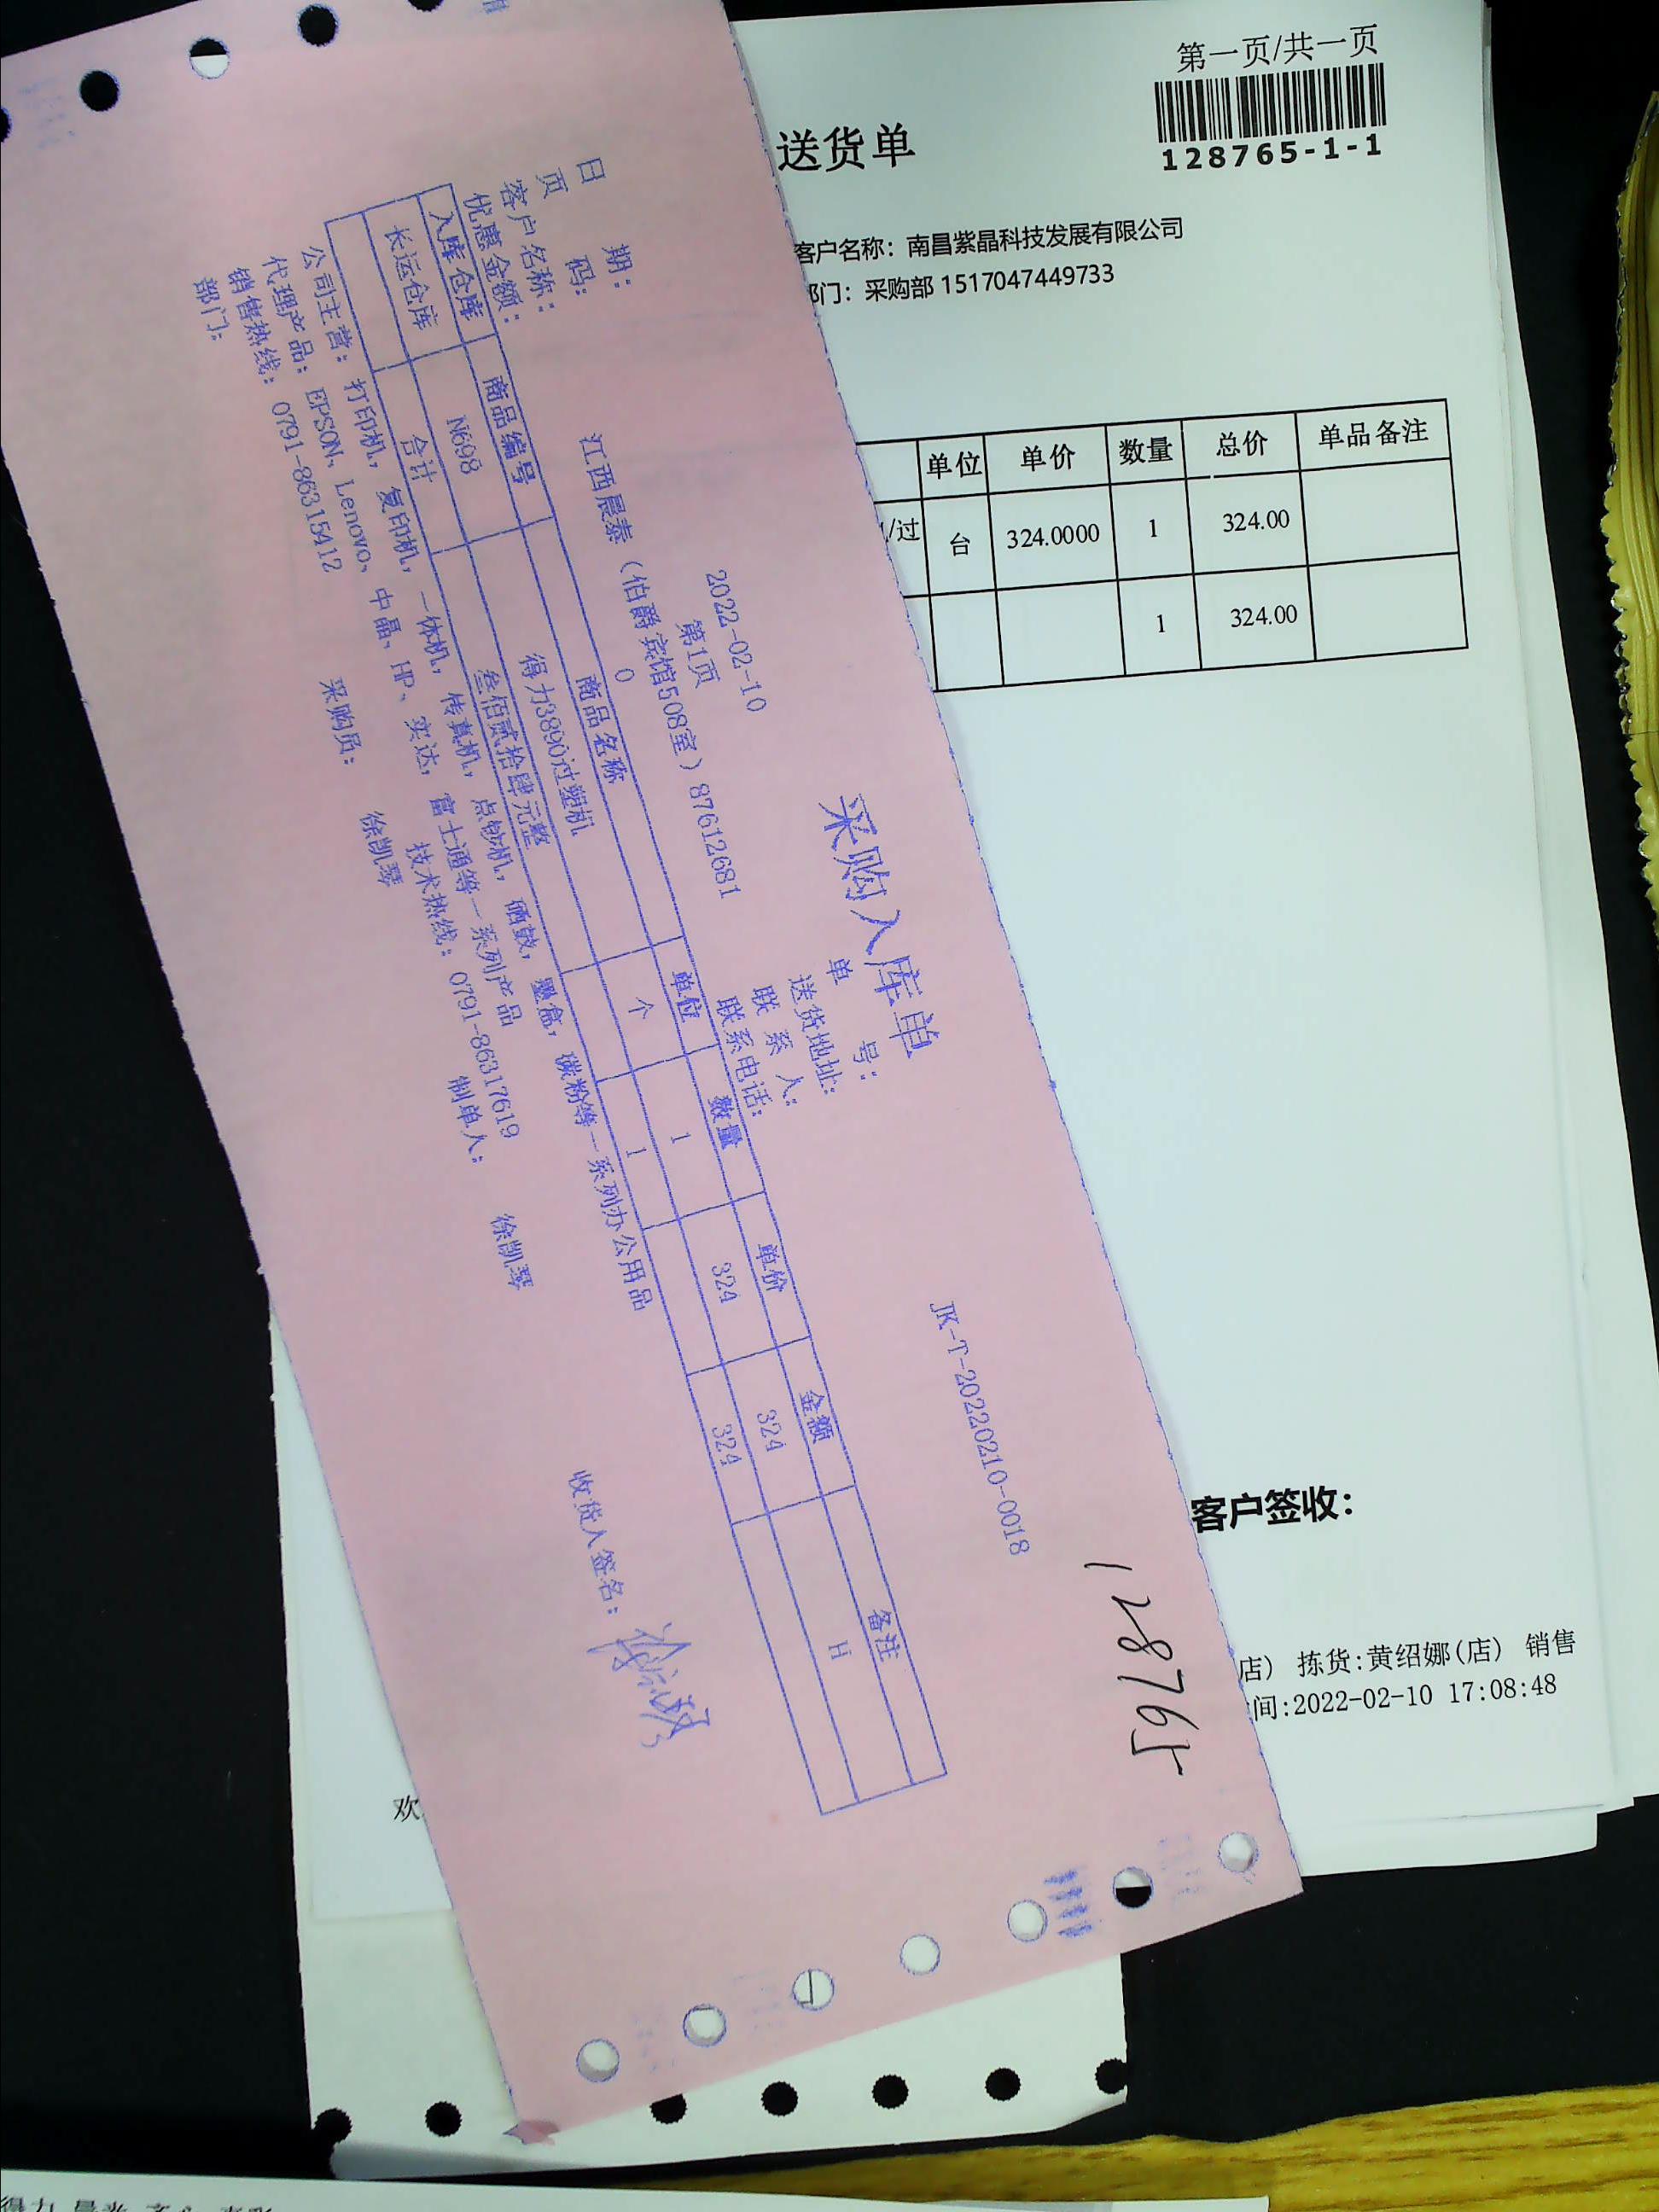 第一页/共一页
128765-1-1
送货单
客户名称：南昌紫晶科技发展有限公司
部门：采购部 1517047449733
单位 单价 数量 总价 单品备注
/过 台 324.0000 1 324.00
1 324.00
客户签收：
店） 拣货:黄绍娜(店) 销售
间:2022-02-10 17:08:48
欢
采购入库单
日期： 2022-02-10 单号： JK-T-20220210-0018
页码： 第1页 送货地址：
客户名称： 江西晨泰（伯爵宾馆508室）87612681 联系人：
优惠金额： 0 联系电话：
入库仓库 商品编号 商品名称 单位 数量 单价 金额 备注
长运仓库 N698 得力3890过塑机 个 1 324 324 H
合计 叁佰贰拾肆元整 1 324
公司主营： 打印机，复印机，一体机，传真机，点钞机，硒鼓，墨盒，碳粉等一系列办公用品
代理产品： EPSON、Lenovo、中晶、HP、实达，富士通等一系列产品
销售热线： 0791-86315412 技术热线：0791-86317619
部门： 采购员： 徐凯琴 制单人： 徐凯琴 收货人签名：
128765